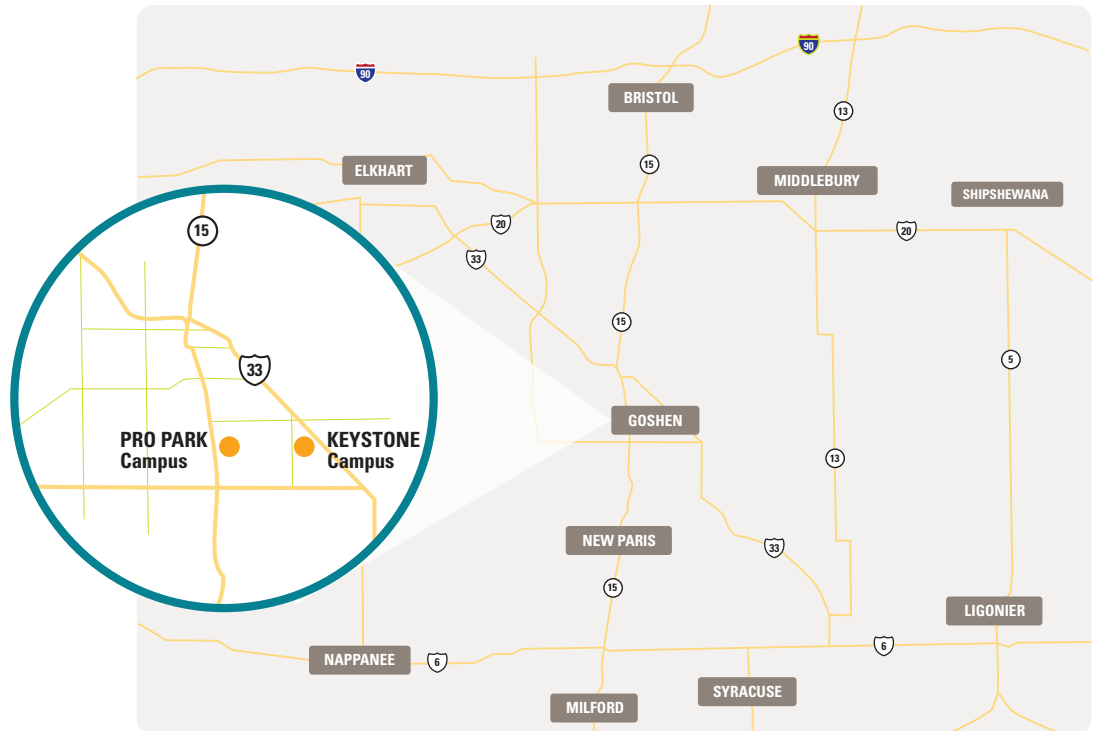 90
90
BRISTOL
13
15
ELKHART
MIDDLEBURY
SHIPSHEWANA
20
20
15
33
15
5
33
GOSHEN
PRO PARK
Campus
KEYSTONE
Campus
13
NEW PARIS
33
15
LIGONIER
6
NAPPANEE
6
SYRACUSE
MILFORD